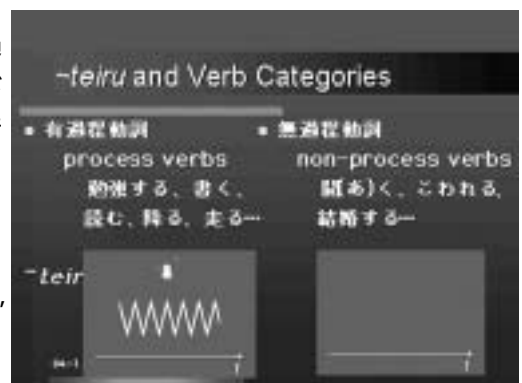 ~teiru and Verb Categories
▪ 有過程動詞
process verbs
勉強する、書く、
読む、降る、走る…
▪ 無過程動詞
non-process verbs
開[あ]く、こわれる、
結婚する…
~teir
t
t